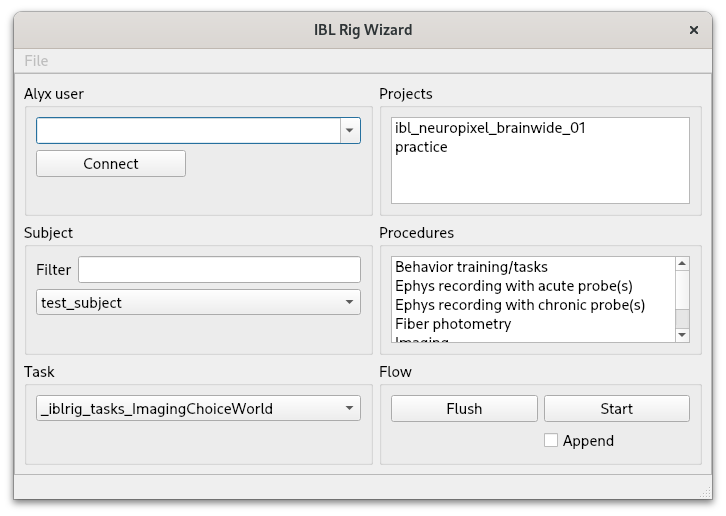 IBL Rig Wizard
File
Alyx user
Connect
Projects
ibl_neuropixel_brainwide_01
practice
Subject
Filter
test_subject
Procedures
Behavior training/tasks
Ephys recording with acute probe(s)
Ephys recording with chronic probe(s)
Fiber photometry
Imaging
Task
_iblrig_tasks_ImagingChoiceWorld
Flow
Flush
Start
Append